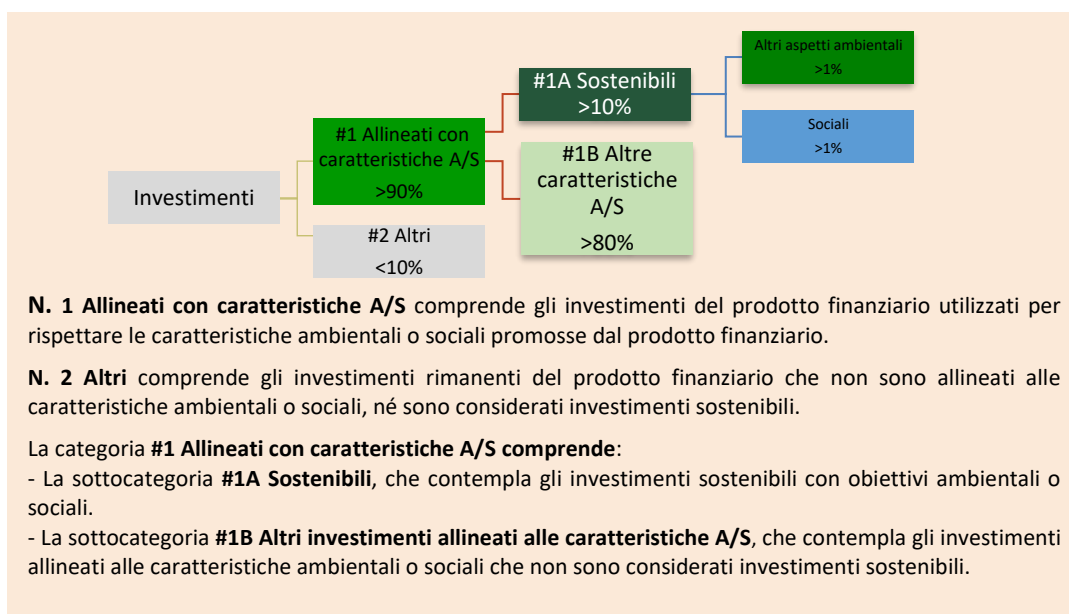 Altri aspetti ambientali
>1%
#1A Sostenibili
>10%
Sociali
>1%
#1 Allineati con
caratteristiche A/S
>90%
#1B Altre
caratteristiche
A/S
>80%
Investimenti
#2 Altri
<10%
N. 1 Allineati con caratteristiche A/S comprende gli investimenti del prodotto finanziario utilizzati per
rispettare le caratteristiche ambientali o sociali promosse dal prodotto finanziario.
N. 2 Altri comprende gli investimenti rimanenti del prodotto finanziario che non sono allineati alle
caratteristiche ambientali o sociali, né sono considerati investimenti sostenibili.
La categoria #1 Allineati con caratteristiche A/S comprende:
- La sottocategoria #1A Sostenibili, che contempla gli investimenti sostenibili con obiettivi ambientali o
sociali.
- La sottocategoria #1B Altri investimenti allineati alle caratteristiche A/S, che contempla gli investimenti
allineati alle caratteristiche ambientali o sociali che non sono considerati investimenti sostenibili.